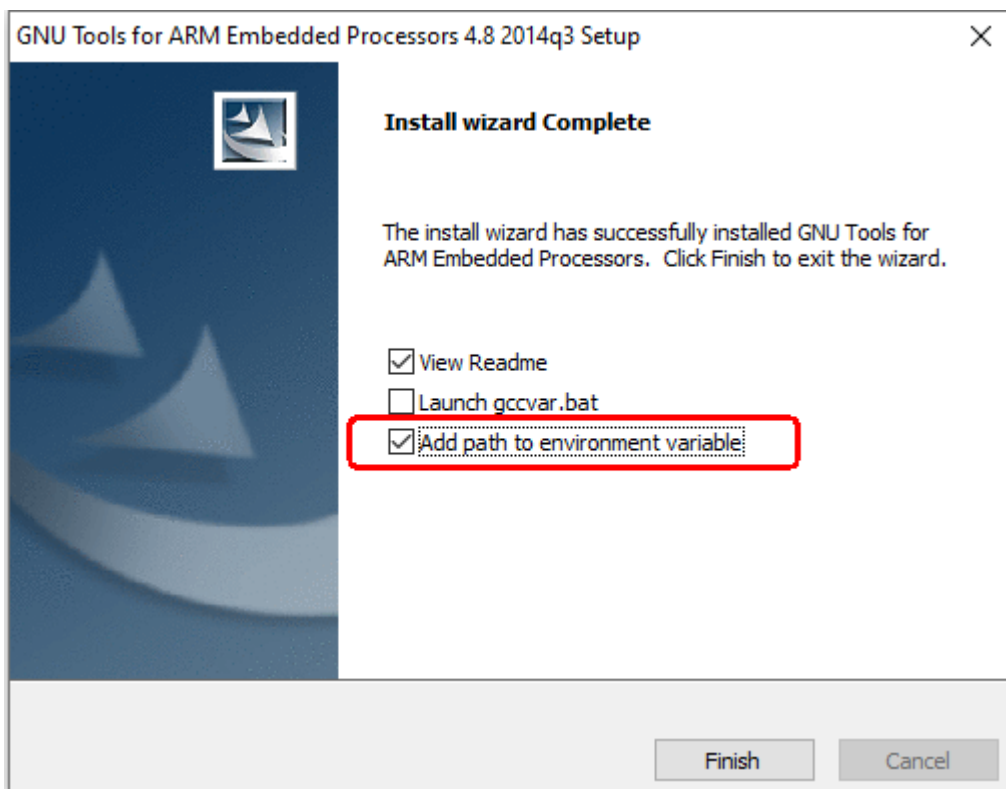 GNU Tools for ARM Embedded Processors 4.8 2014q3 Setup
Install wizard Complete
The install wizard has successfully installed GNU Tools for
ARM Embedded Processors.  Click Finish to exit the wizard.
View Readme
Launch gccvar.bat
Add path to environment variable
Finish
Cancel